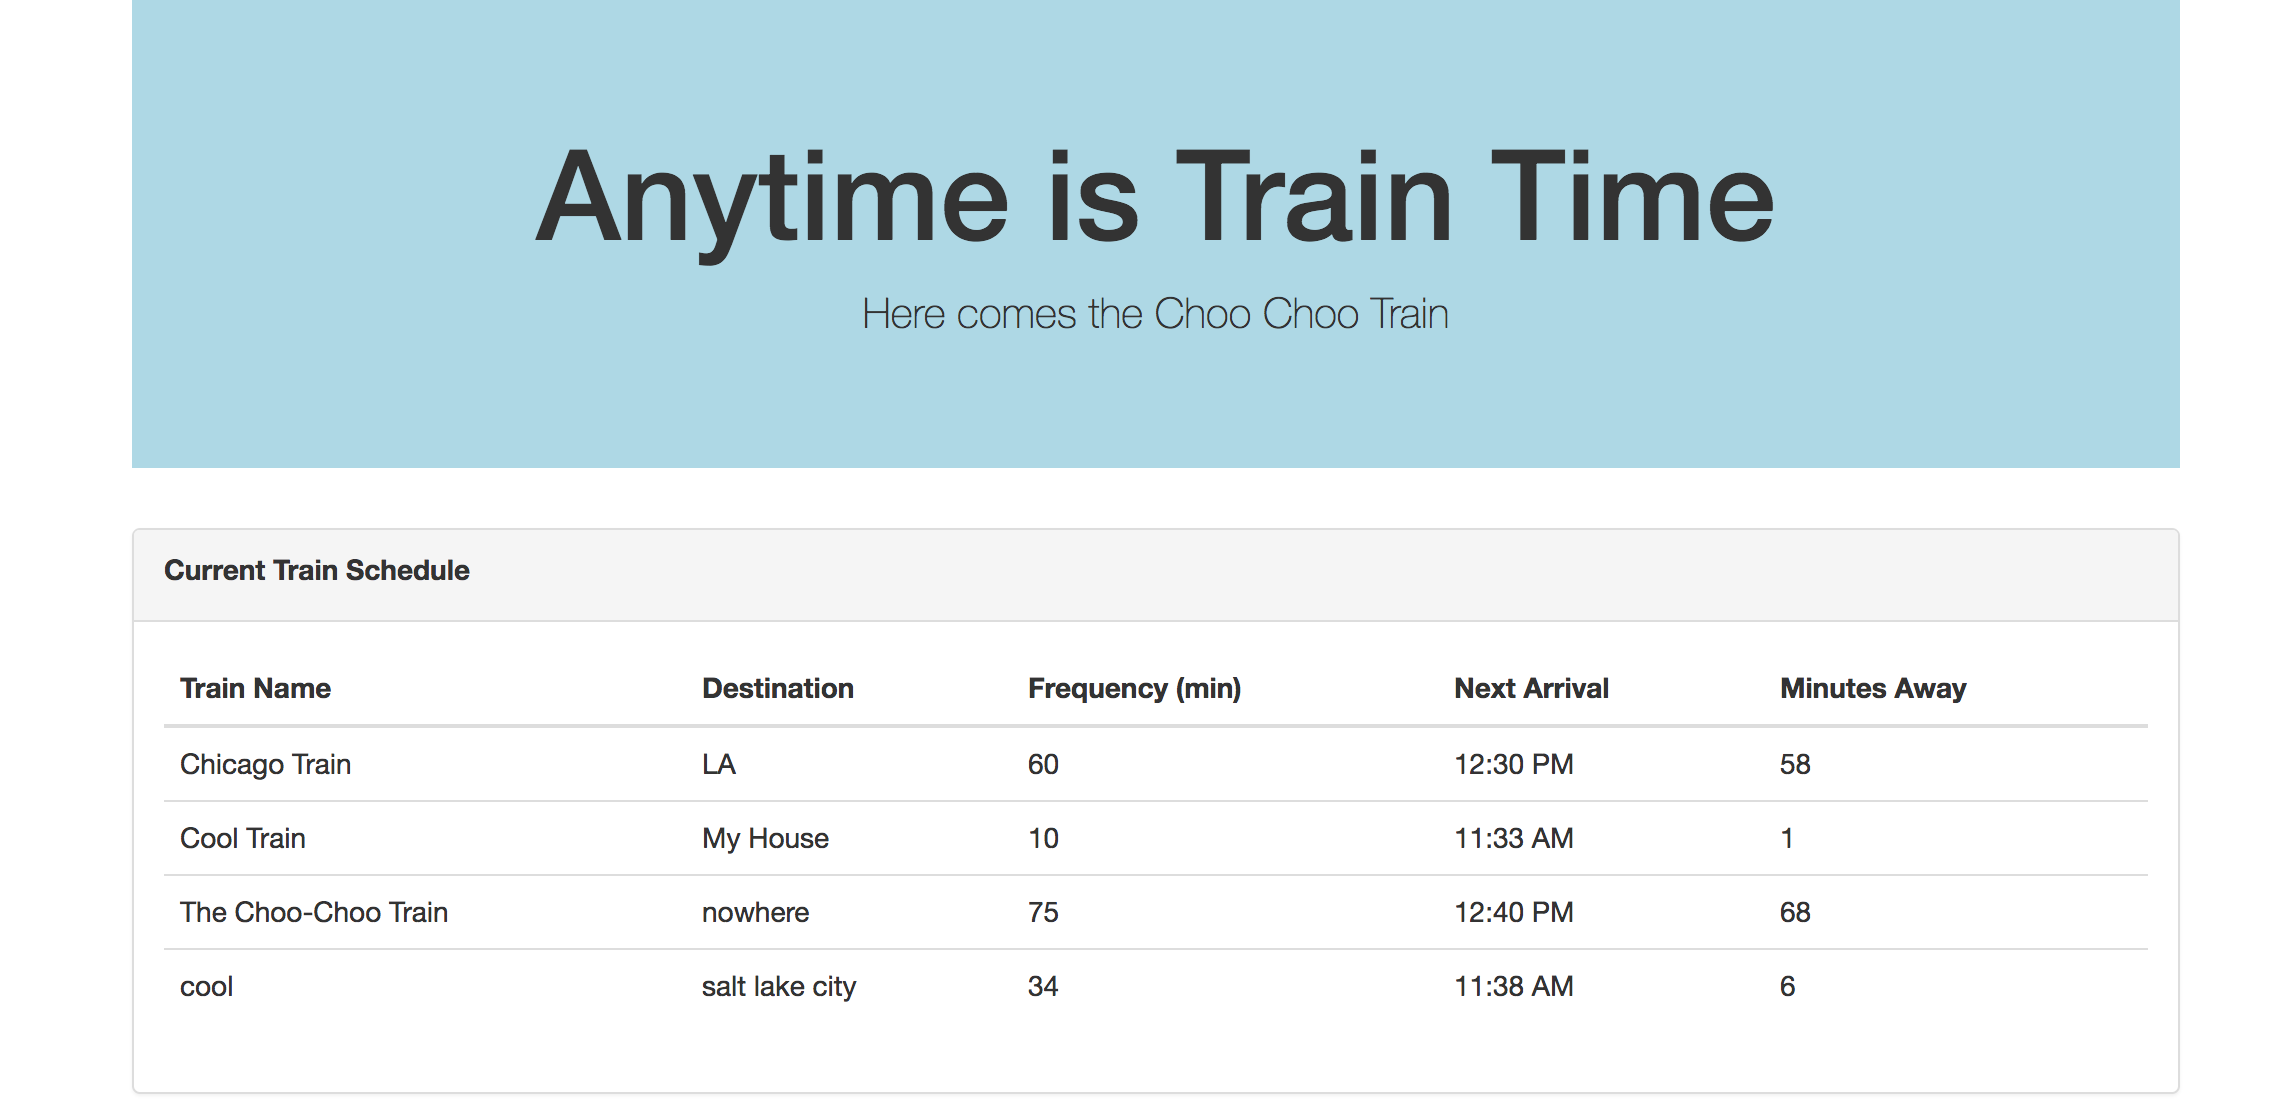 Anytime is Train Time
Here comes the Choo Choo Train
Current Train Schedule
Train Name Destination Frequency (min) Next Arrival Minutes Away
Chicago Train LA 60 12:30 PM 58
Cool Train My House 10 11:33 AM 1
The Choo-Choo Train nowhere 75 12:40 PM 68
cool salt lake city 34 11:38 AM 6